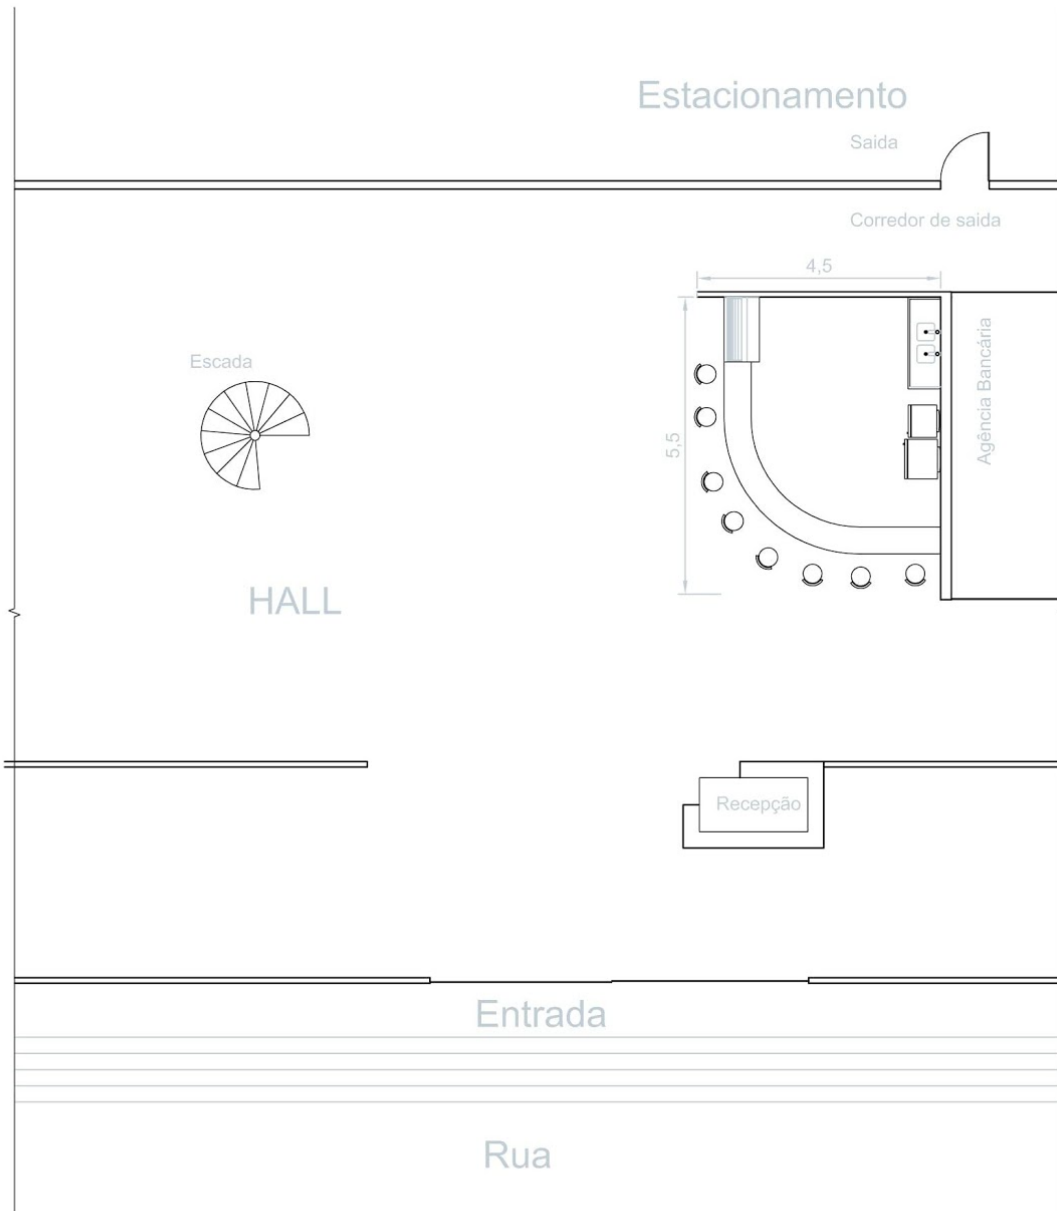 Estacionamento
Saida
Corredor de saida
4,5
Agência Bancária
Escada
5,5
HALL
Recepção
Entrada
Rua